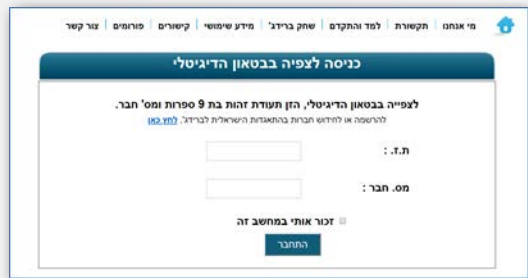 מי אנחנו | תקשורת | למד והתקדם | שחק ברידג' | מידע שימושי | קישורים | פורומים | צור קשר
כניסה לצפיה בבטאון הדיגיטלי
לצפייה בבטאון הדיגיטלי, הזן תעודת זהות בת 9 ספרות ומס' חבר.
להרשמה או לחידוש חברות בהתאגדות הישראלית לברידג'. לחץ כאן
ת.ז. :
מס. חבר :
זכור אותי במחשב זה
התחבר